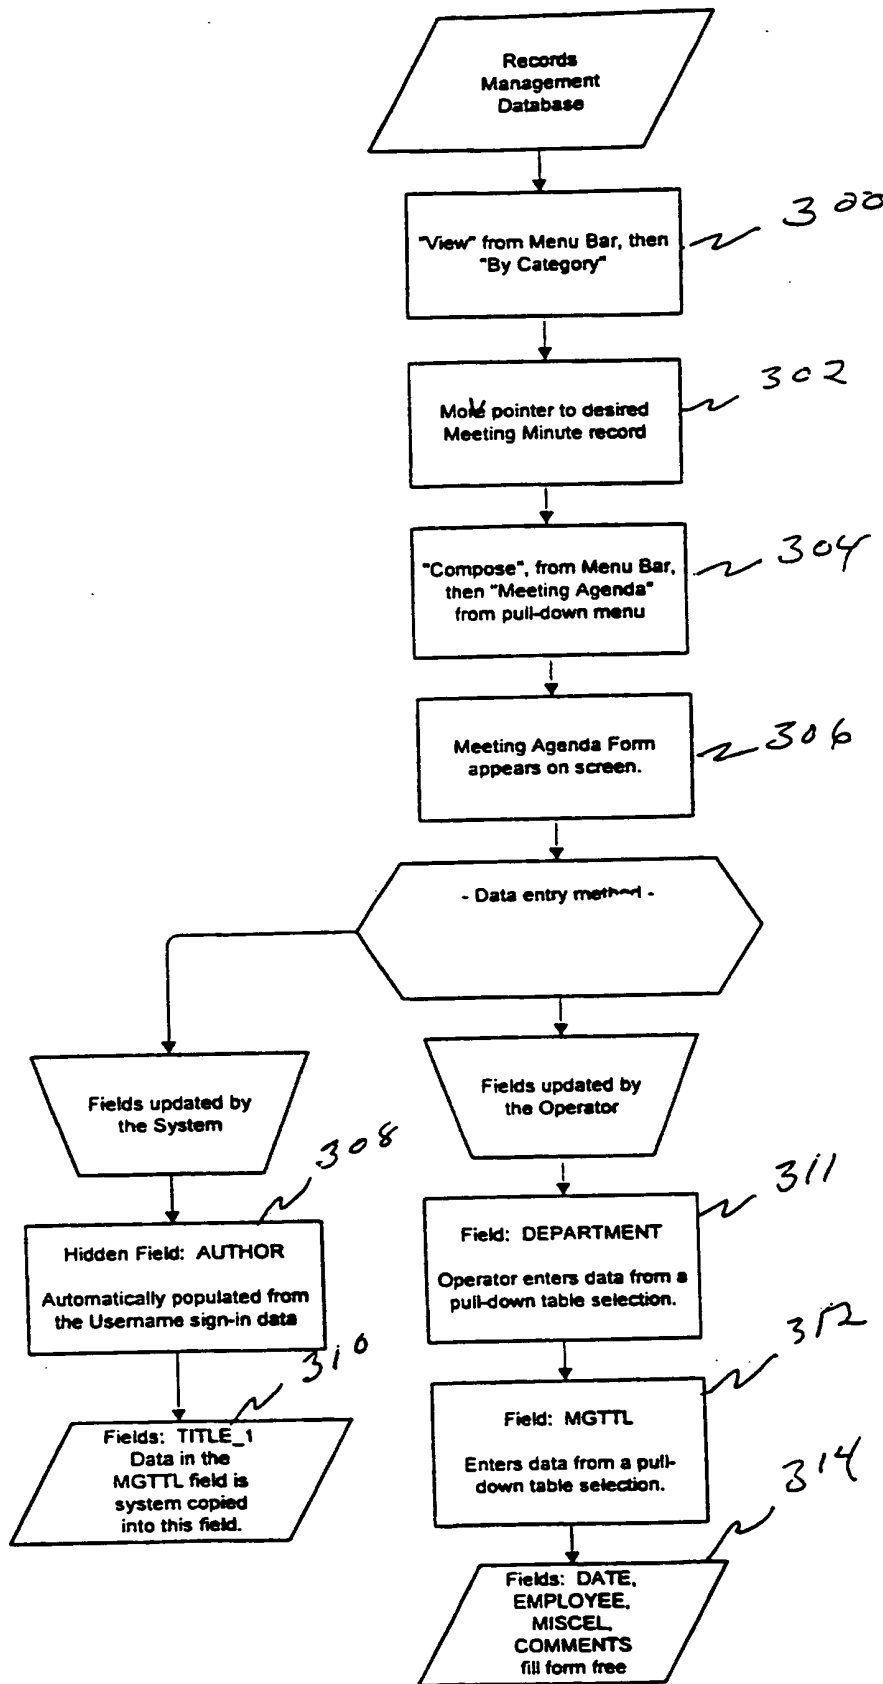 Records
Management
Database
300
"View" from Menu Bar, then
"By Category"
302
Move pointer to desired
Meeting Minute record
304
"Compose", from Menu Bar,
then "Meeting Agenda"
from pull-down menu
306
Meeting Agenda Form
appears on screen.
- Data entry method -
Fields updated by
the System
Fields updated by
the Operator
308
Hidden Field: AUTHOR
Automatically populated from
the Username sign-in data
311
Field: DEPARTMENT
Operator enters data from a
pull-down table selection.
310
Fields: TITLE_1
Data in the
MGTTL field is
system copied
into this field.
312
Field: MGTTL
Enters data from a pull-
down table selection.
314
Fields: DATE,
EMPLOYEE,
MISCEL,
COMMENTS
fill form free